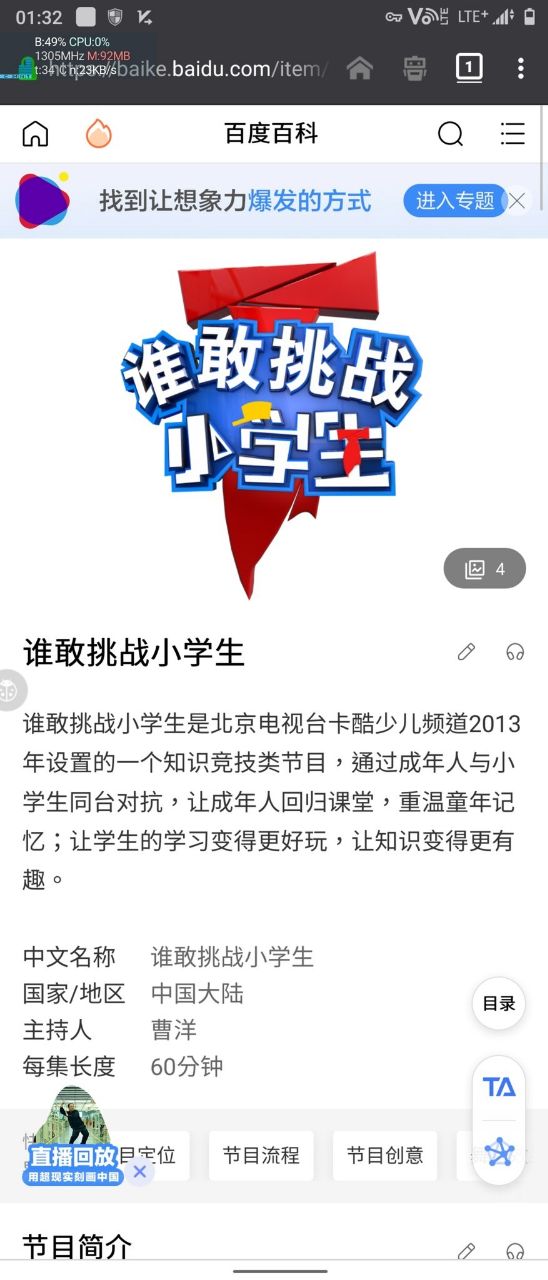 01:32
LTE+
B:49% CPU:0%
1305MHz M:92MB
t:34°C n:23KB/s
https://baike.baidu.com/item/
1
百度百科
找到让想象力爆发的方式
进入专题
谁敢挑战
小学生
4
谁敢挑战小学生
谁敢挑战小学生是北京电视台卡酷少儿频道2013
年设置的一个知识竞技类节目，通过成年人与小
学生同台对抗，让成年人回归课堂，重温童年记
忆；让学生的学习变得更好玩，让知识变得更有
趣。
中文名称 谁敢挑战小学生
国家/地区 中国大陆
主持人 曹洋
每集长度 60分钟
目录
TA
目定位
节目流程
节目创意
直播回放
用超现实刻画中国
节目简介